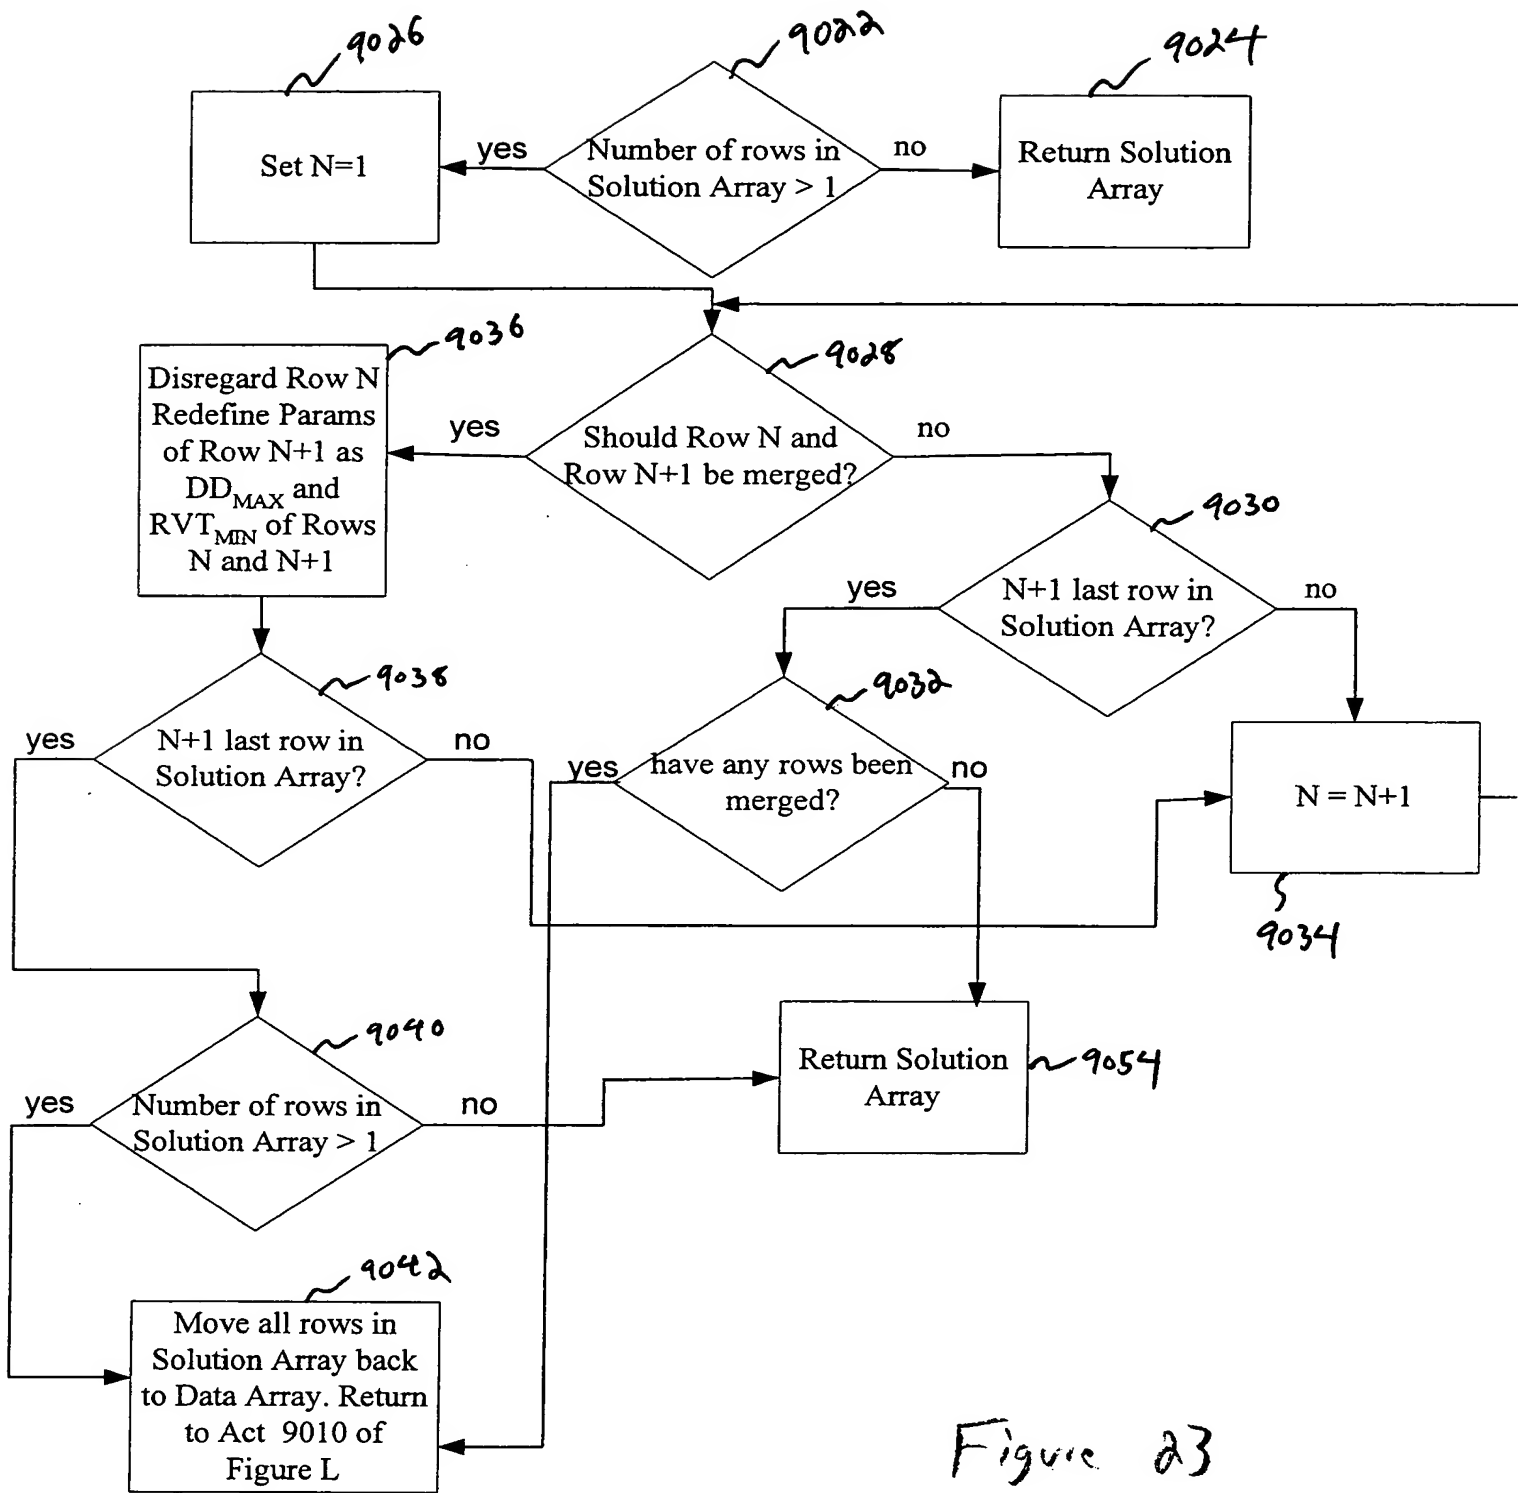 9026
9022
9024
Set N=1
yes
Number of rows in
Solution Array > 1
no
Return Solution
Array
9036
Disregard Row N
Redefine Params
of Row N+1 as
DD_MAX and
RVT_MIN of Rows
N and N+1
yes
9028
Should Row N and
Row N+1 be merged?
no
9030
yes
N+1 last row in
Solution Array?
no
9038
yes
N+1 last row in
Solution Array?
no
9032
yes
have any rows been
merged?
no
N = N+1
9034
9040
yes
Number of rows in
Solution Array > 1
no
Return Solution
Array
9054
9042
Move all rows in
Solution Array back
to Data Array. Return
to Act 9010 of
Figure L
Figure 23